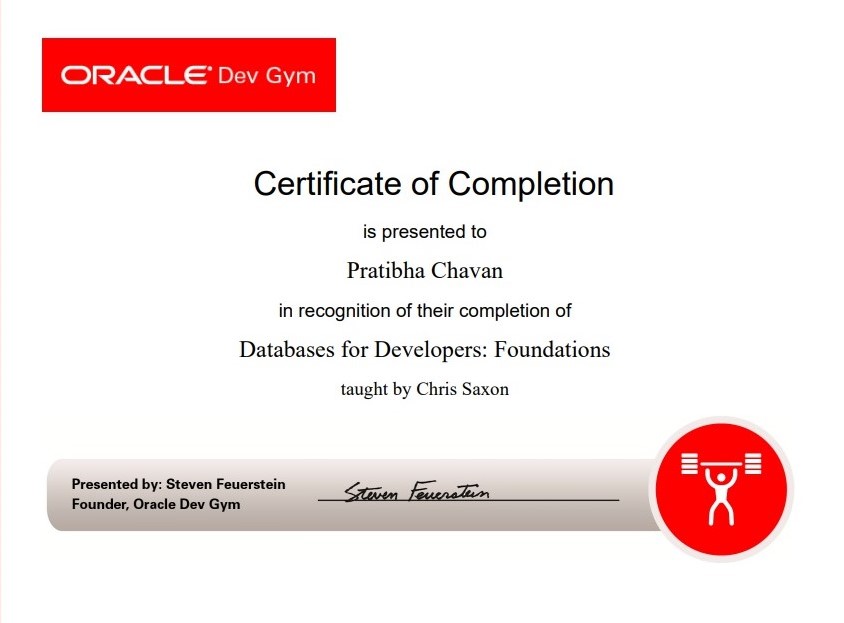 ORACLE Dev Gym
Certificate of Completion
is presented to
Pratibha Chavan
in recognition of their completion of
Databases for Developers: Foundations
taught by Chris Saxon
Presented by: Steven Feuerstein
Founder, Oracle Dev Gym
Steven Feuerstein